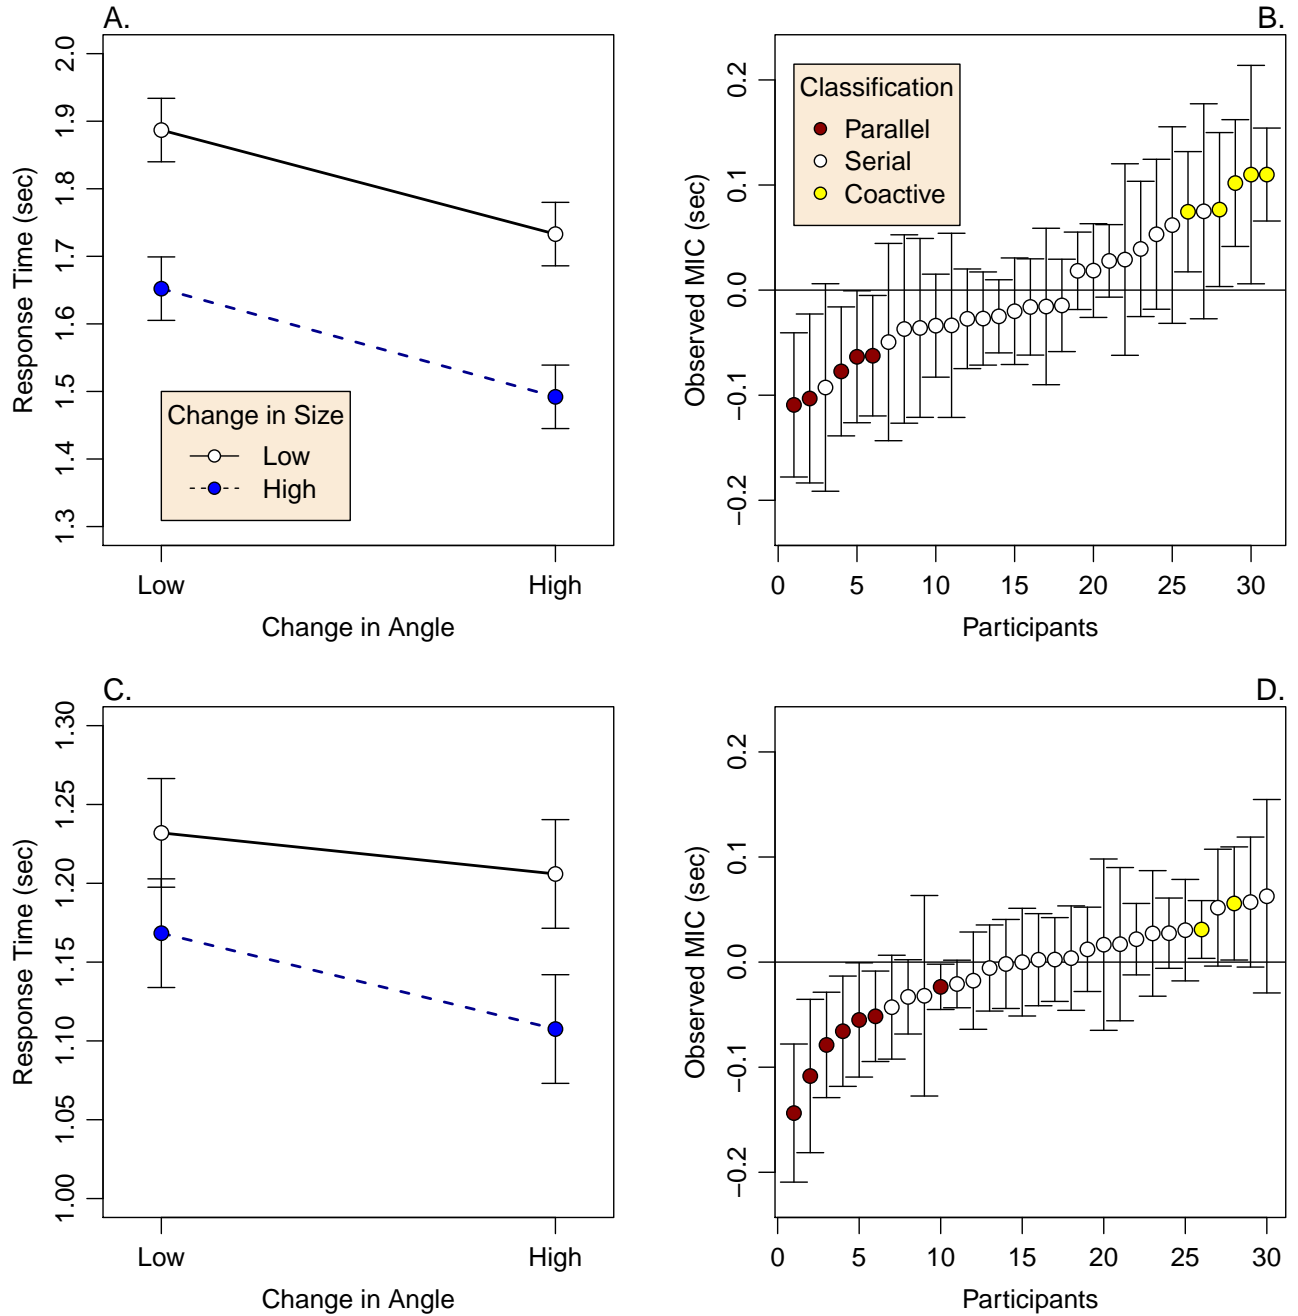 A.
Response Time (sec)
2.0
1.9
1.8
1.7
1.6
1.5
1.4
1.3
Change in Size
Low
High
Low High
Change in Angle
B.
Observed MIC (sec)
0.2
0.1
0.0
−0.1
−0.2
Classification
Parallel
Serial
Coactive
0 5 10 15 20 25 30
Participants
C.
Response Time (sec)
1.30
1.25
1.20
1.15
1.10
1.05
1.00
Low High
Change in Angle
D.
Observed MIC (sec)
0.2
0.1
0.0
−0.1
−0.2
0 5 10 15 20 25 30
Participants